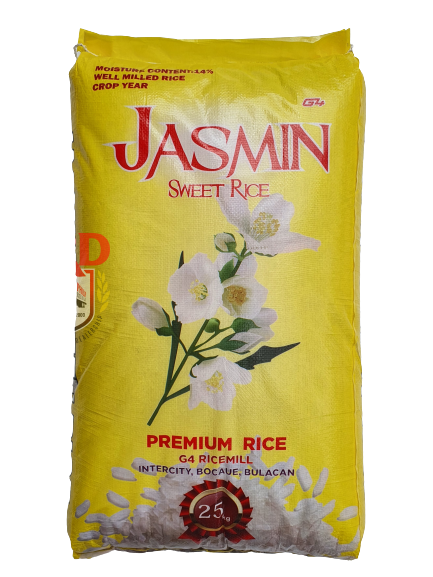 MOISTURE CONTENT:14%
WELL MILLED RICE
CROP YEAR
G4
JASMIN
SWEET RICE
PREMIUM RICE
G4 RICEMILL
INTERCITY, BOCAUE, BULACAN
25kg